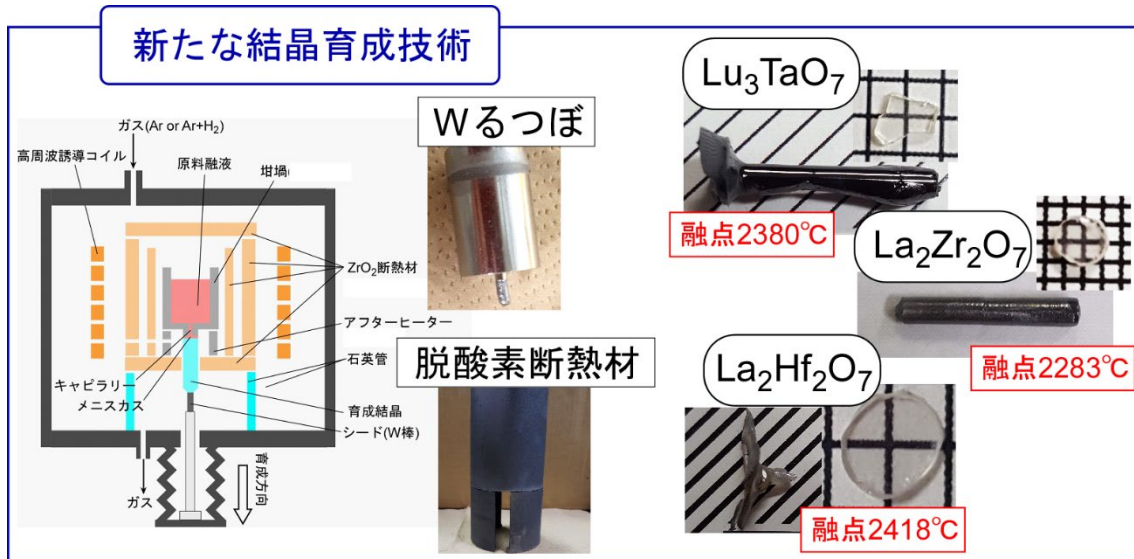 新たな結晶育成技術
ガス(Ar or Ar+H₂)
高周波誘導コイル
原料融液
坩堝
ZrO₂断熱材
アフターヒーター
石英管
キャピラリー
メニスカス
育成結晶
シード(W棒)
育成方向
ガス
Wるつぼ
脱酸素断熱材
Lu₃TaO₇
融点2380℃
La₂Zr₂O₇
融点2283℃
La₂Hf₂O₇
融点2418℃